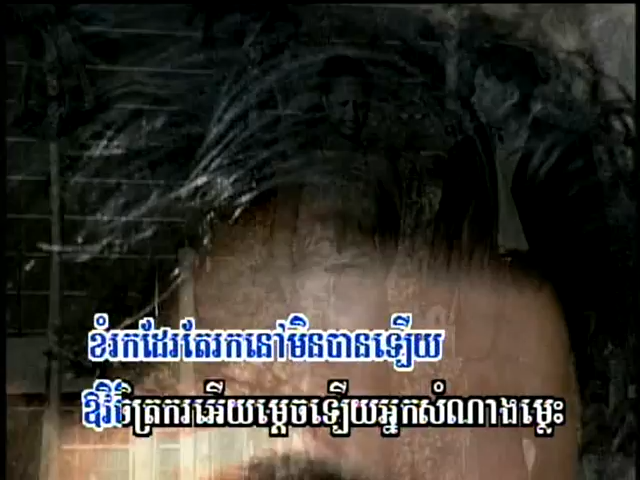 ខំរកដែរតែរកនៅមិនបានឡើយ
ឱវិចិត្រករអើយម្ដេចឡើយអ្នកសំណាងម្លេះ